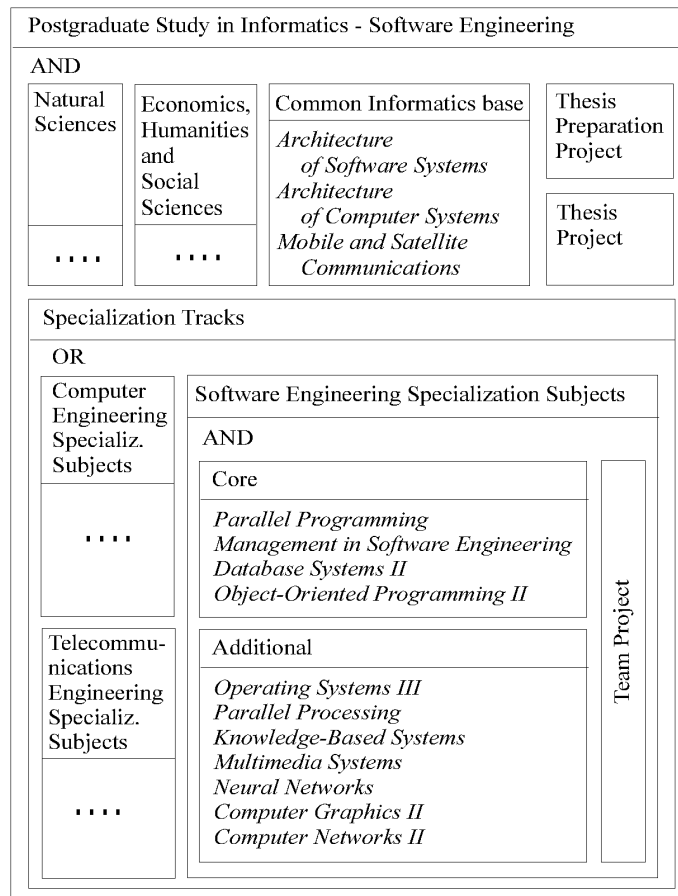 Postgraduate Study in Informatics - Software Engineering
AND
Natural
Sciences
....
Economics,
Humanities
and
Social
Sciences
....
Common Informatics base
Architecture
of Software Systems
Architecture
of Computer Systems
Mobile and Satellite
Communications
Thesis
Preparation
Project
Thesis
Project
Specialization Tracks
OR
Computer
Engineering
Specializ.
Subjects
....
Telecommu-
nications
Engineering
Specializ.
Subjects
....
Software Engineering Specialization Subjects
AND
Core
Parallel Programming
Management in Software Engineering
Database Systems II
Object-Oriented Programming II
Additional
Operating Systems III
Parallel Processing
Knowledge-Based Systems
Multimedia Systems
Neural Networks
Computer Graphics II
Computer Networks II
Team Project